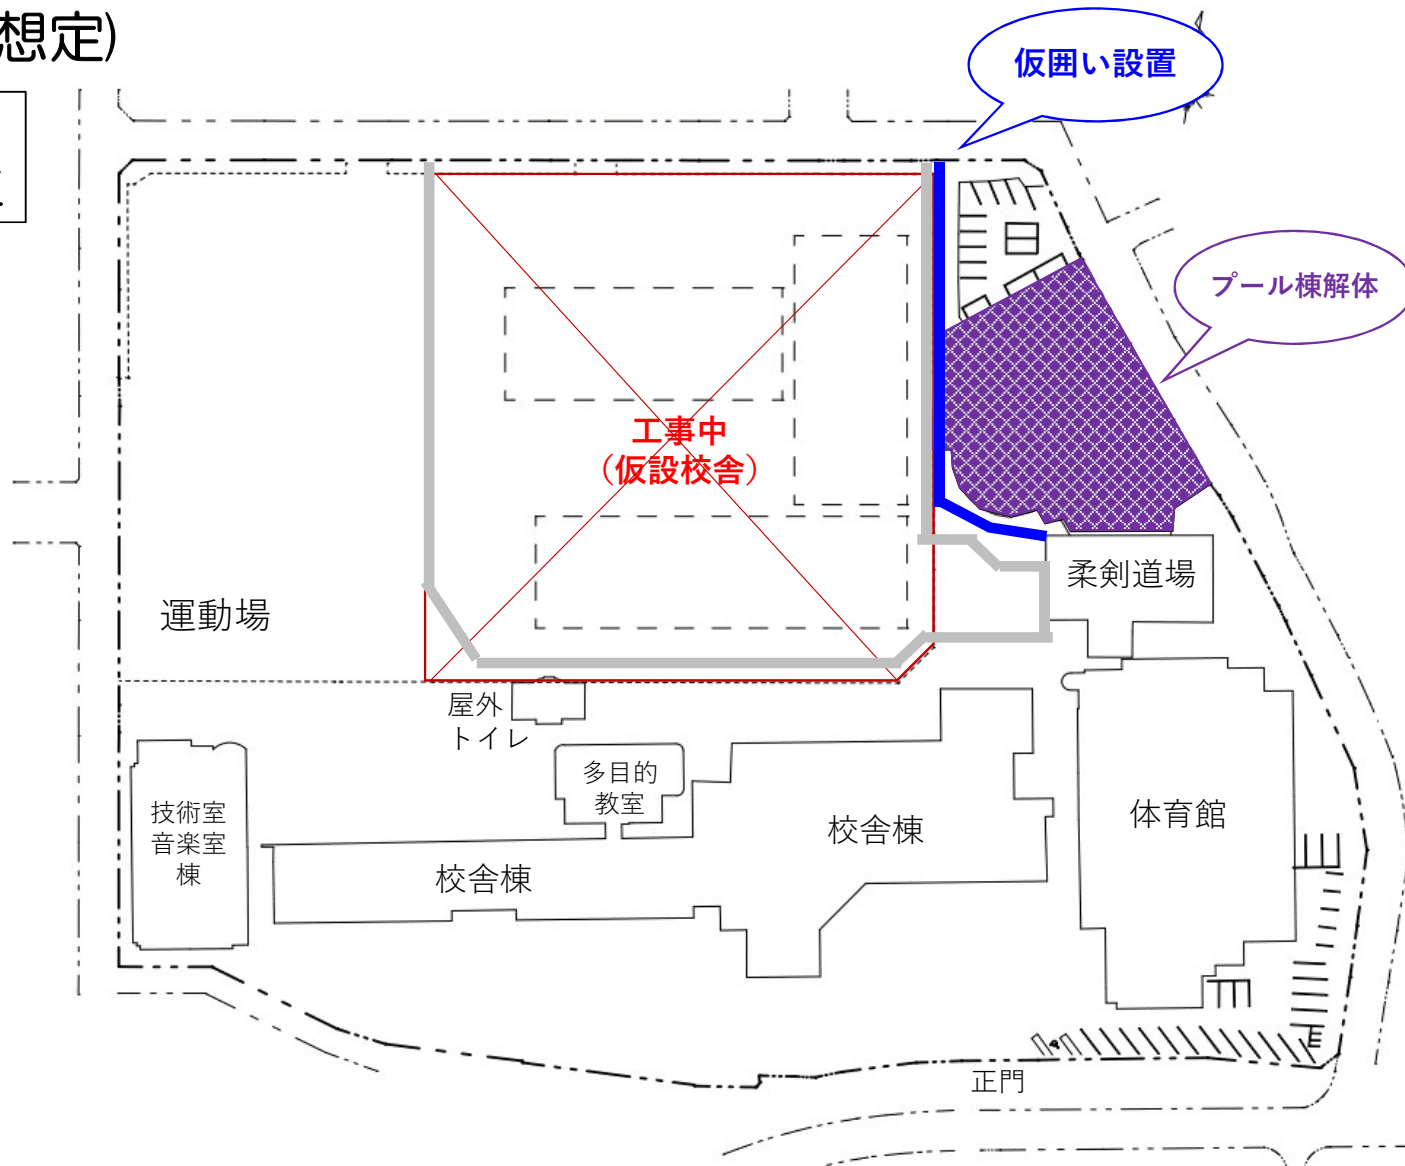 想定)
仮囲い設置
プール棟解体
工事中
(仮設校舎)
柔剣道場
運動場
屋外
トイレ
多目的
教室
技術室
音楽室
棟
校舎棟
校舎棟
体育館
正門